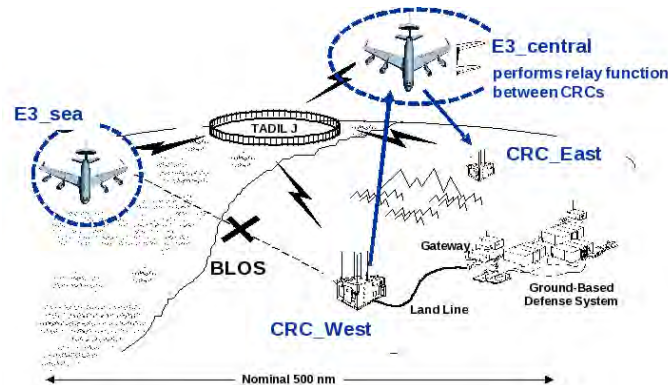 E3_central
performs relay function
between CRCs
E3_sea
TADIL J
CRC_East
BLOS
Gateway
Ground-Based
Defense System
Land Line
CRC_West
Nominal 500 nm